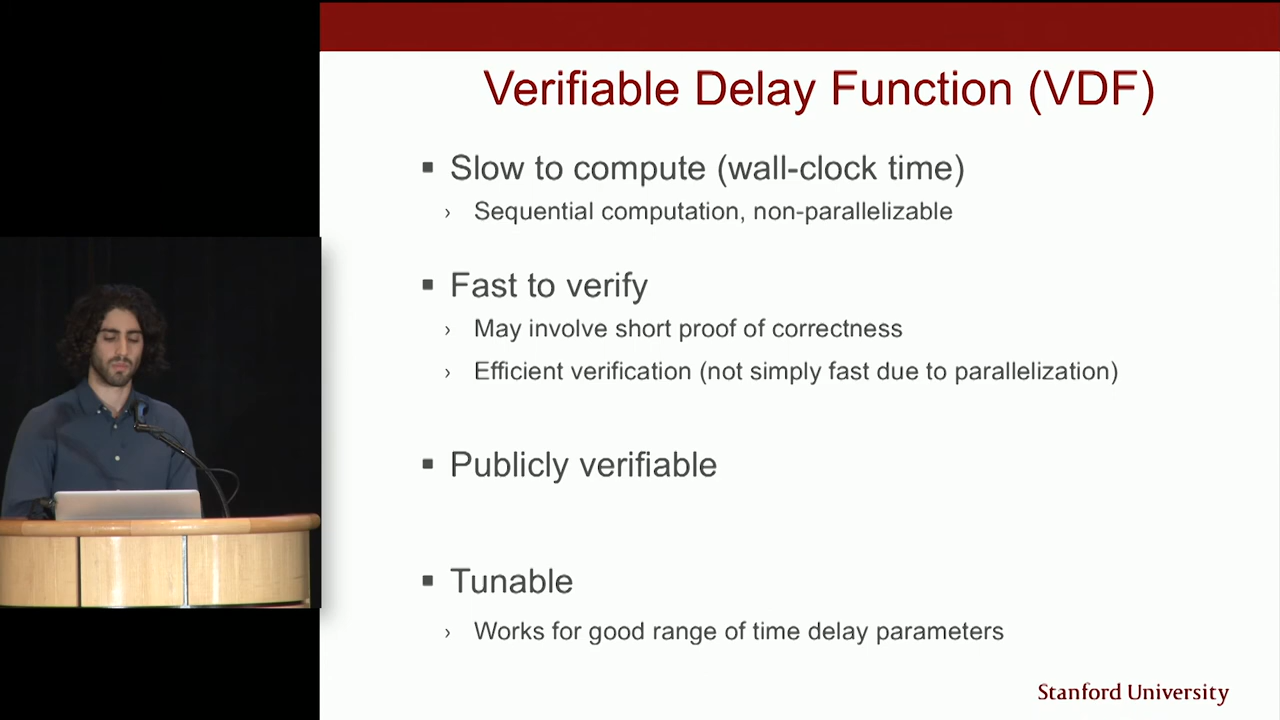 Verifiable Delay Function (VDF)
▪ Slow to compute (wall-clock time)
› Sequential computation, non-parallelizable
▪ Fast to verify
› May involve short proof of correctness
› Efficient verification (not simply fast due to parallelization)
▪ Publicly verifiable
▪ Tunable
› Works for good range of time delay parameters
Stanford University